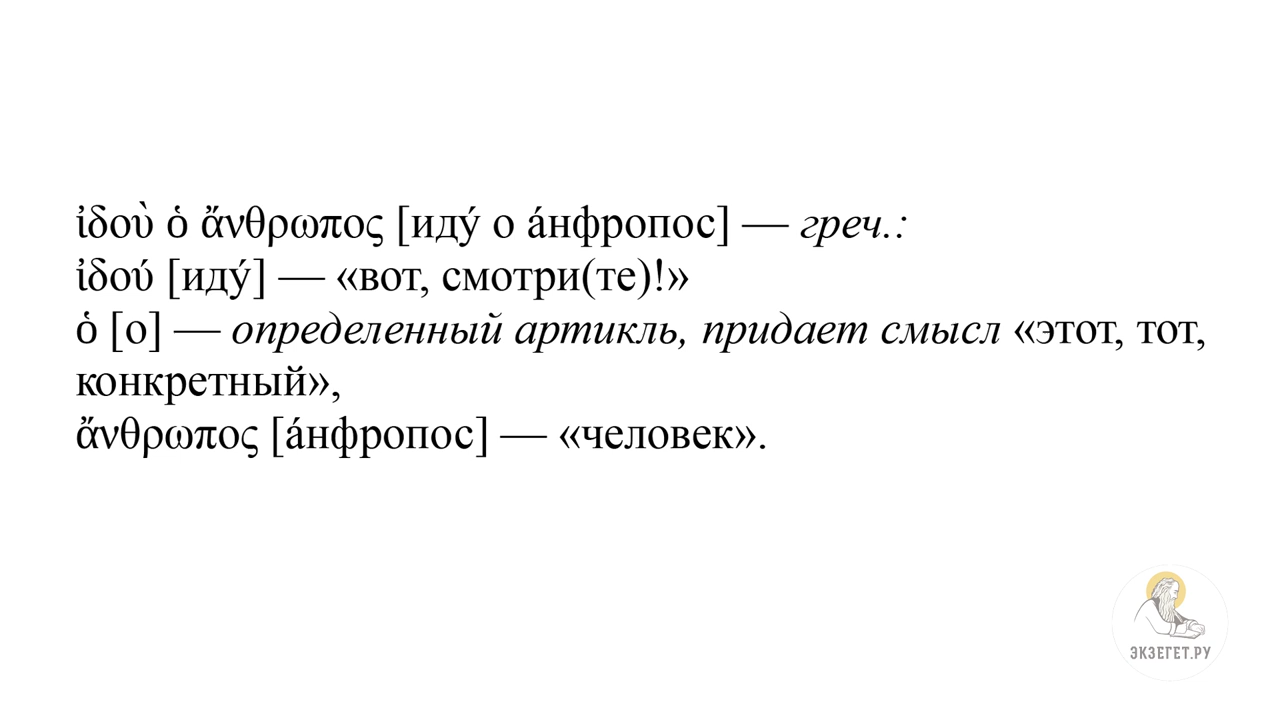 ἰδοὺ ὁ ἄνθρωπος [иду́ о а́нфропос] — греч.:
ἰδού [иду́] — «вот, смотри(те)!»
ὁ [о] — определенный артикль, придает смысл «этот, тот,
конкретный»,
ἄνθρωπος [а́нфропос] — «человек».
ЭКЗЕГЕТ.РУ